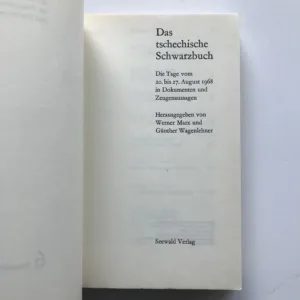 Das
tschechische
Schwarzbuch
Die Tage vom
20. bis 27. August 1968
in Dokumenten und
Zeugenaussagen
Herausgegeben von
Werner Marx und
Günther Wagenlehner
Seewald Verlag